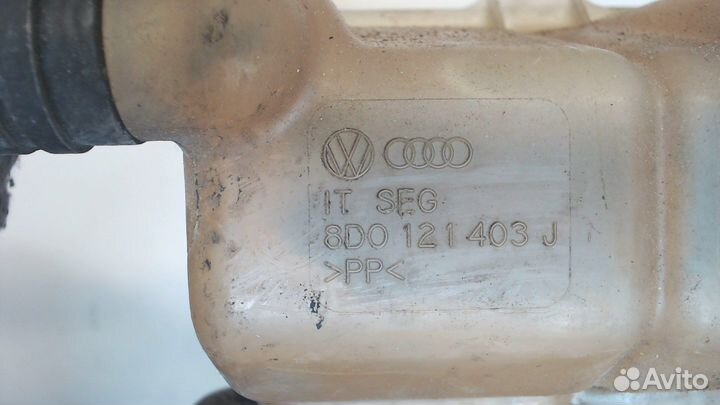 IT SEG
8D0 121 403 J
>PP<
Avito